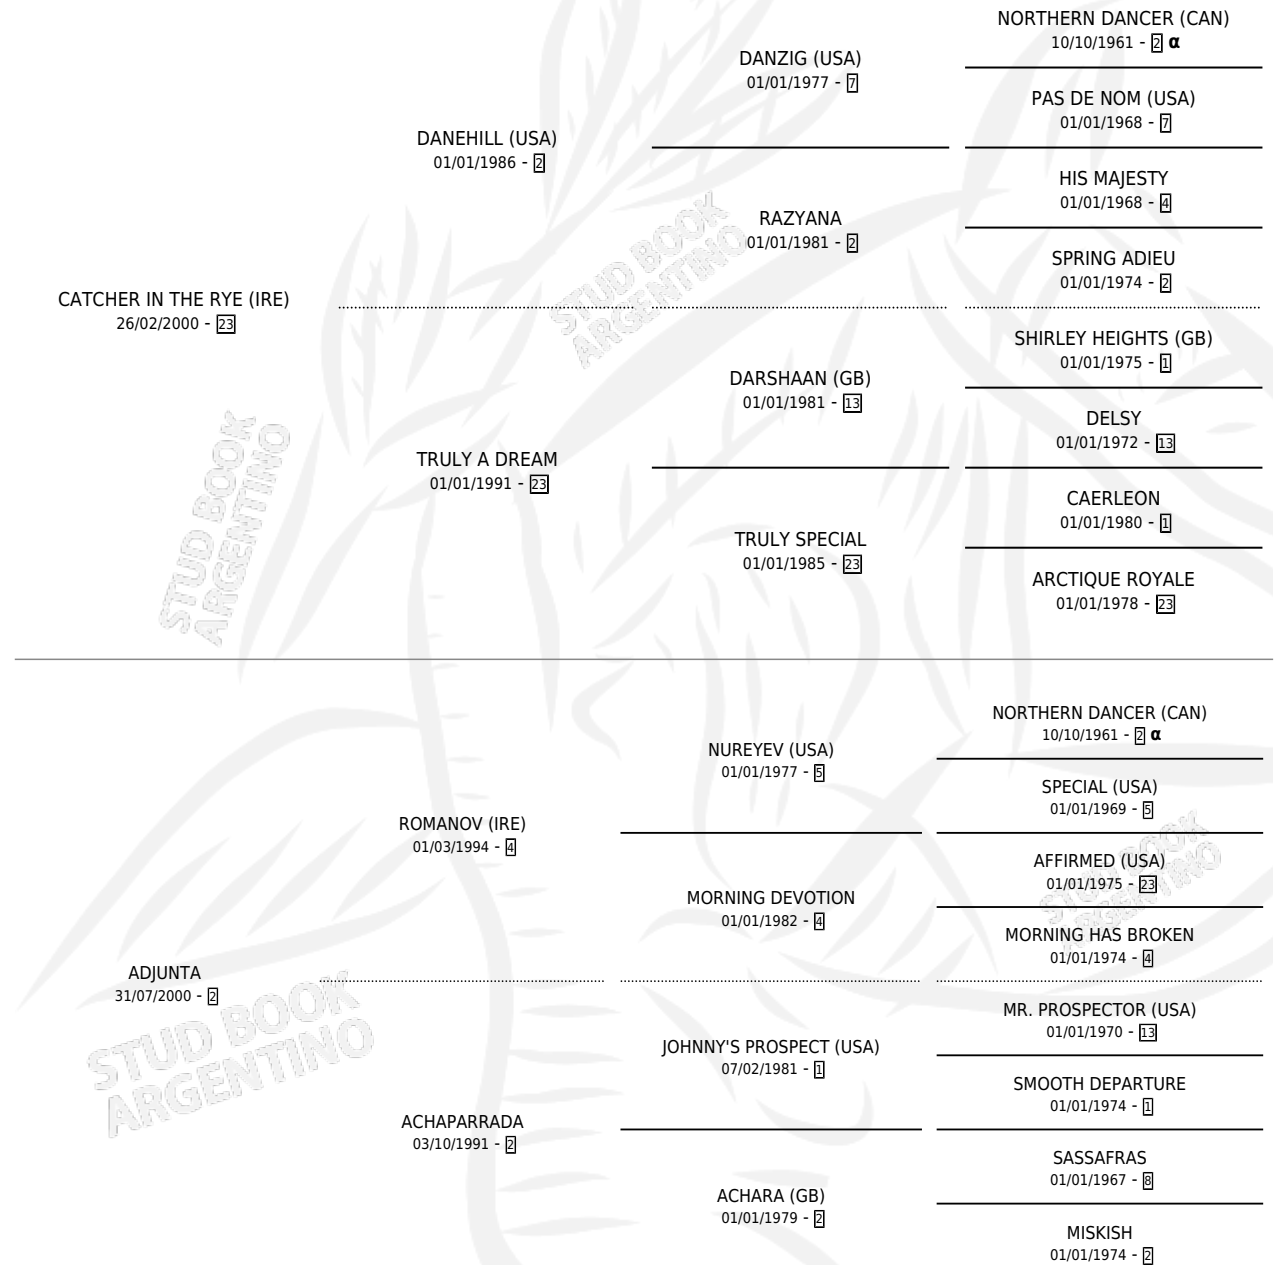 NORTHERN DANCER (CAN)
10/10/1961 - 2 α
DANZIG (USA)
01/01/1977 - 7
PAS DE NOM (USA)
01/01/1968 - 7
DANEHILL (USA)
01/01/1986 - 2
HIS MAJESTY
01/01/1968 - 4
RAZYANA
01/01/1981 - 2
SPRING ADIEU
01/01/1974 - 2
CATCHER IN THE RYE (IRE)
26/02/2000 - 23
SHIRLEY HEIGHTS (GB)
01/01/1975 - 1
DARSHAAN (GB)
01/01/1981 - 13
DELSY
01/01/1972 - 13
TRULY A DREAM
01/01/1991 - 23
CAERLEON
01/01/1980 - 1
TRULY SPECIAL
01/01/1985 - 23
ARCTIQUE ROYALE
01/01/1978 - 23
NORTHERN DANCER (CAN)
10/10/1961 - 2 α
NUREYEV (USA)
01/01/1977 - 5
SPECIAL (USA)
01/01/1969 - 5
ROMANOV (IRE)
01/03/1994 - 4
AFFIRMED (USA)
01/01/1975 - 23
MORNING DEVOTION
01/01/1982 - 4
MORNING HAS BROKEN
01/01/1974 - 4
ADJUNTA
31/07/2000 - 2
MR. PROSPECTOR (USA)
01/01/1970 - 13
JOHNNY'S PROSPECT (USA)
07/02/1981 - 1
SMOOTH DEPARTURE
01/01/1974 - 1
ACHAPARRADA
03/10/1991 - 2
SASSAFRAS
01/01/1967 - 8
ACHARA (GB)
01/01/1979 - 2
MISKISH
01/01/1974 - 2
STUD BOOK
ARGENTINO
STUD BOOK
ARGENTINO
STUD BOOK
ARGENTINO
STUD BOOK
ARGENTINO